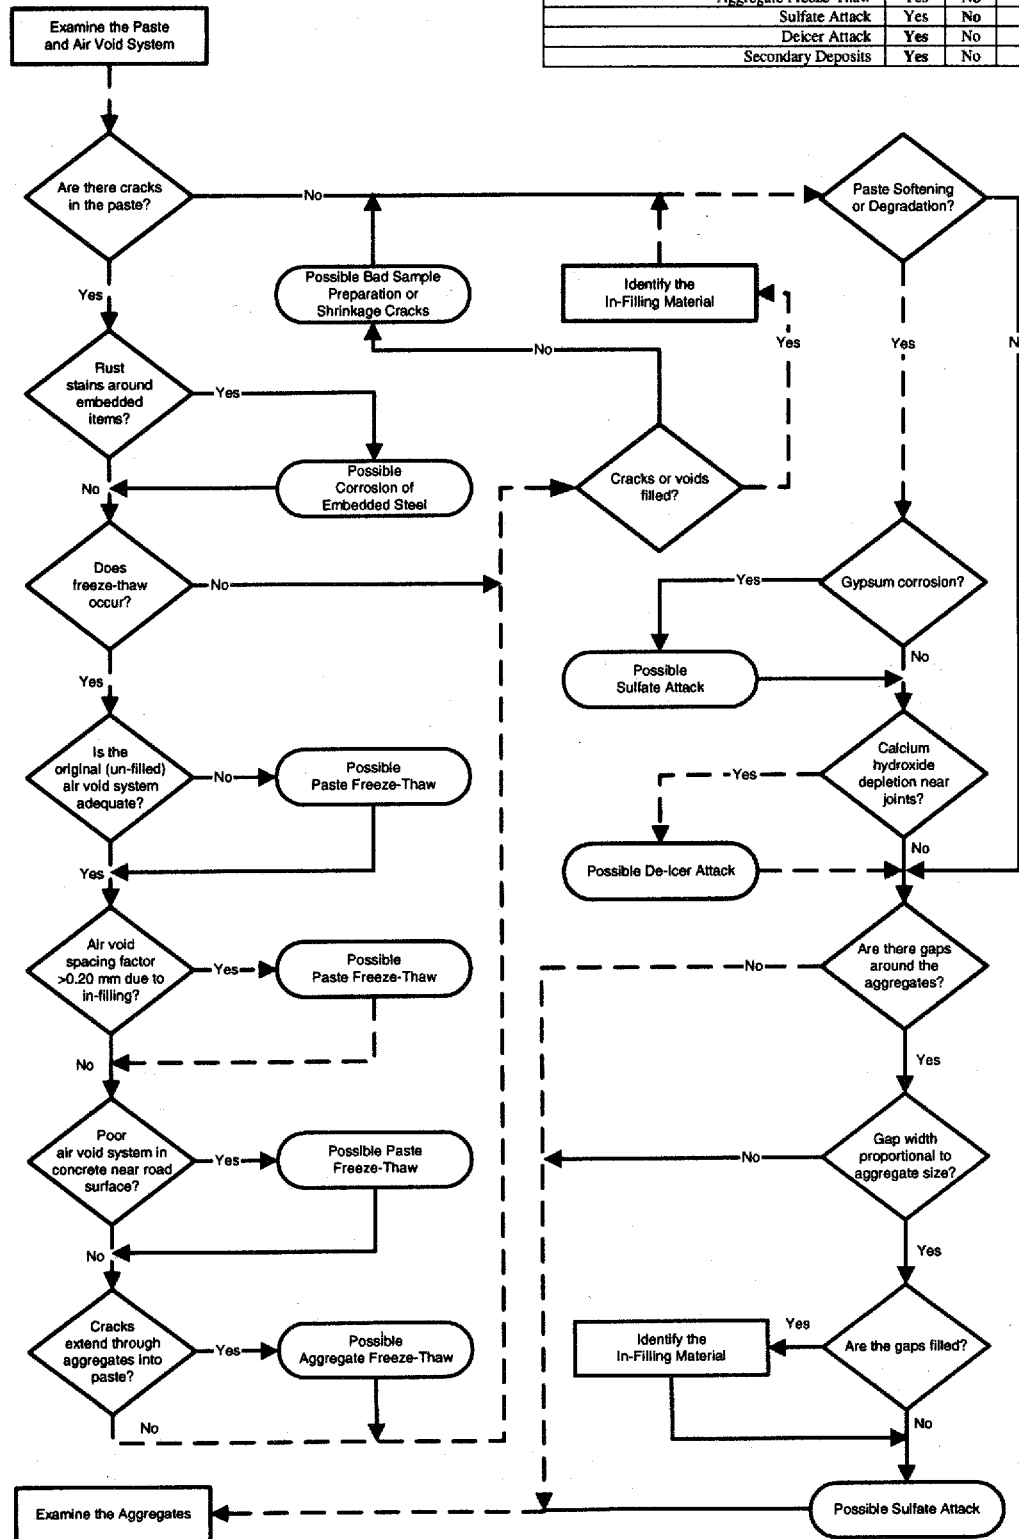 Examine the Paste
and Air Void System
Sulfate Attack Yes No
Deicer Attack Yes No
Secondary Deposits Yes No
Are there cracks
in the paste?
No
Paste Softening
or Degradation?
Yes
Possible Bad Sample
Preparation or
Shrinkage Cracks
Identify the
In-Filling Material
No
Yes
Yes
Rust
stains around
embedded
items?
Yes
Possible
Corrosion of
Embedded Steel
No
Cracks or voids
filled?
Does
freeze-thaw
occur?
No
Yes
Gypsum corrosion?
Yes
Possible
Sulfate Attack
No
Is the
original (un-filled)
air void system
adequate?
No
Possible
Paste Freeze-Thaw
Yes
Calcium
hydroxide
depletion near
joints?
Yes
Possible De-Icer Attack
No
Air void
spacing factor
>0.20 mm due to
in-filling?
Yes
Possible
Paste Freeze-Thaw
No
Are there gaps
around the
aggregates?
No
Yes
Poor
air void system in
concrete near road
surface?
Yes
Possible Paste
Freeze-Thaw
No
Gap width
proportional to
aggregate size?
No
Yes
Cracks
extend through
aggregates into
paste?
Yes
Possible
Aggregate Freeze-Thaw
No
Are the gaps filled?
Yes
Identify the
In-Filling Material
No
Examine the Aggregates
Possible Sulfate Attack